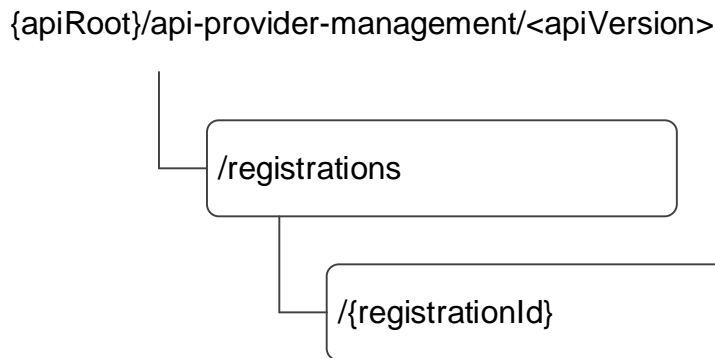 {apiRoot}/api-provider-management/<apiVersion>
/registrations
/{registrationId}